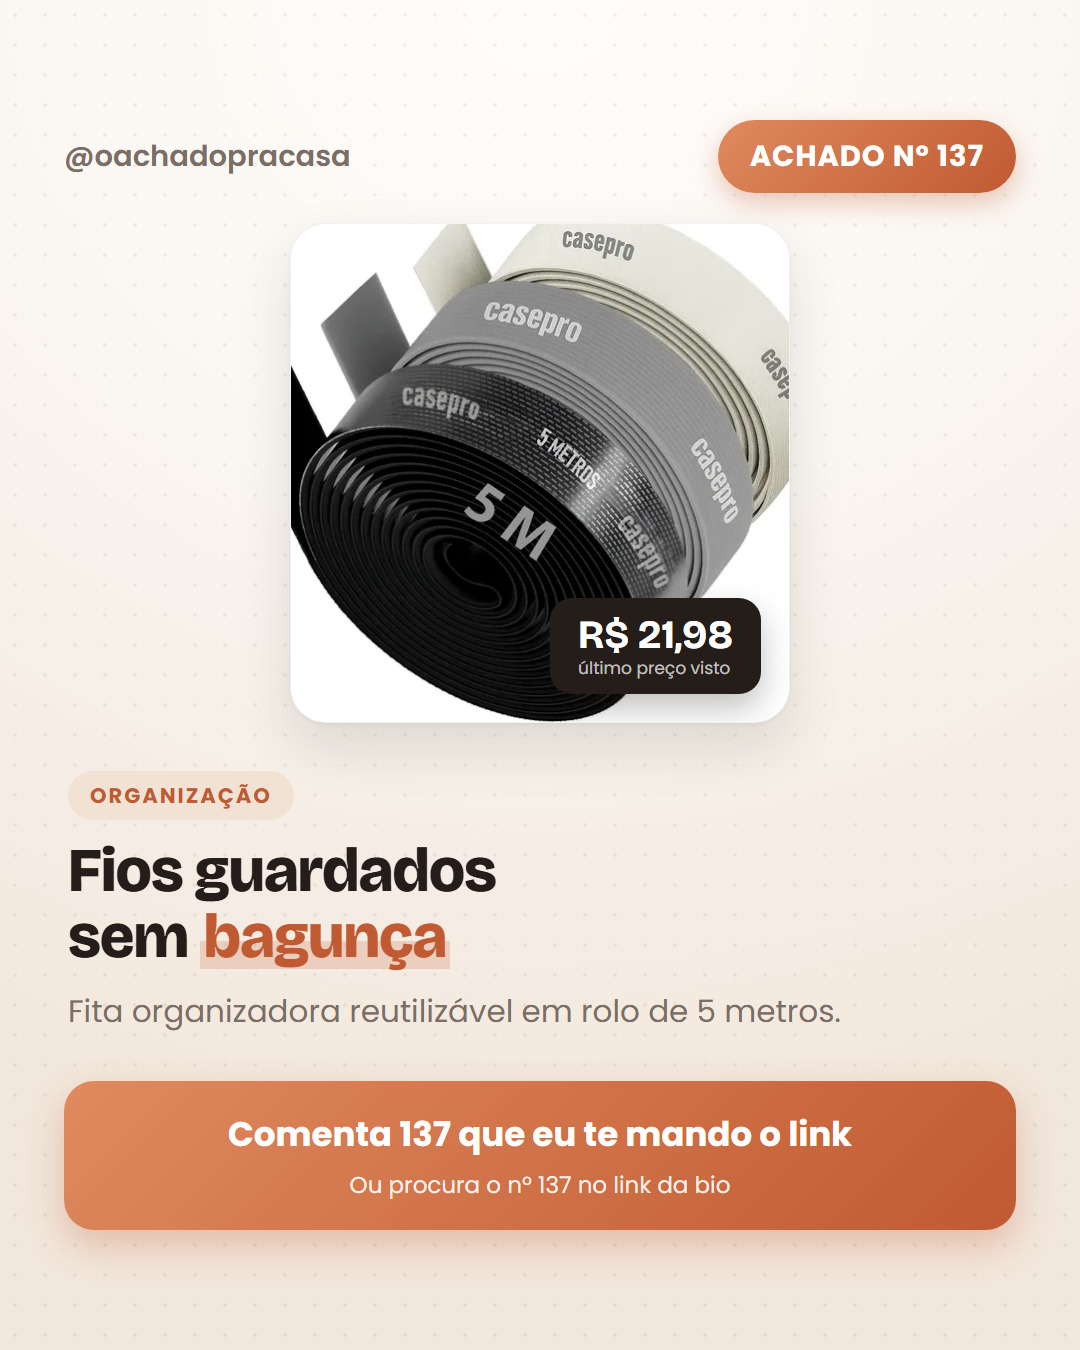 @oachadopracasa
ACHADO Nº 137
casepro
casepro
casepro
casepro
5 METROS
5 M
casepro
casepro
R$ 21,98
último preço visto
ORGANIZAÇÃO
Fios guardados
sem bagunça
Fita organizadora reutilizável em rolo de 5 metros.
Comenta 137 que eu te mando o link
Ou procura o nº 137 no link da bio